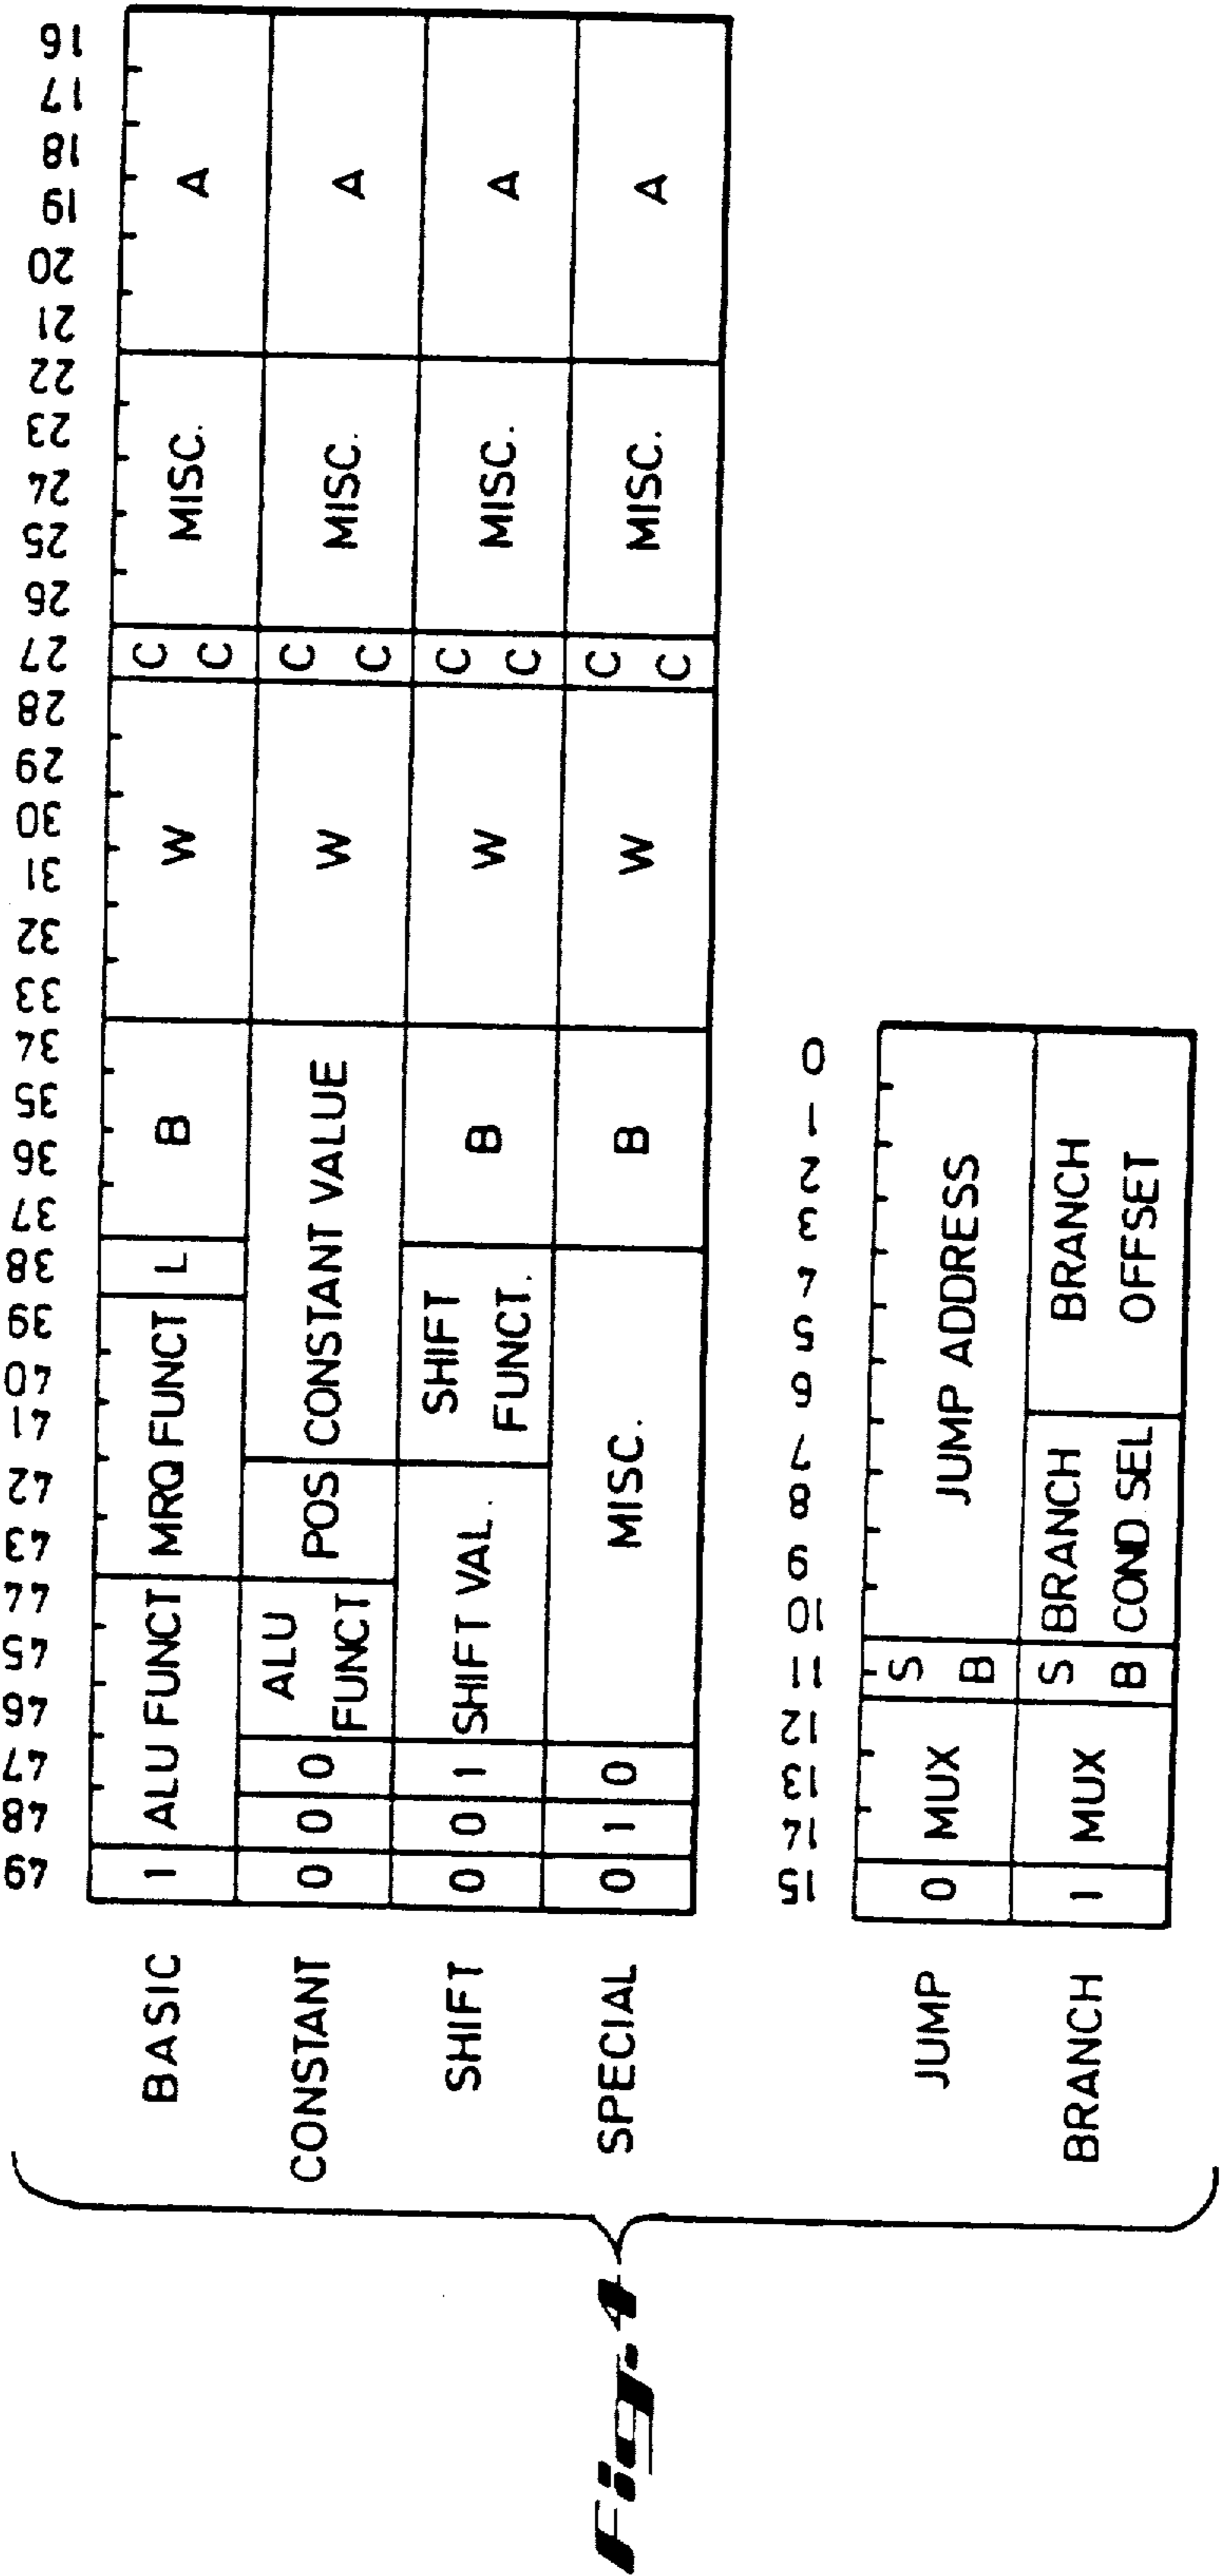 49 48 47 46 45 44 43 42 41 40 39 38 37 36 35 34 33 32 31 30 29 28 27 26 25 24 23 22 21 20 19 18 17 16
BASIC 1 ALU FUNCT MRQ FUNCT L B W C C MISC. A
CONSTANT 0 0 0 ALU FUNCT POS CONSTANT VALUE W C C MISC. A
SHIFT 0 0 1 SHIFT VAL. SHIFT FUNCT. B W C C MISC. A
SPECIAL 0 1 0 MISC. B W C C MISC. A
15 14 13 12 11 10 9 8 7 6 5 4 3 2 1 0
JUMP 0 MUX S B JUMP ADDRESS
BRANCH 1 MUX S B BRANCH COND. SEL BRANCH OFFSET
Fig-4